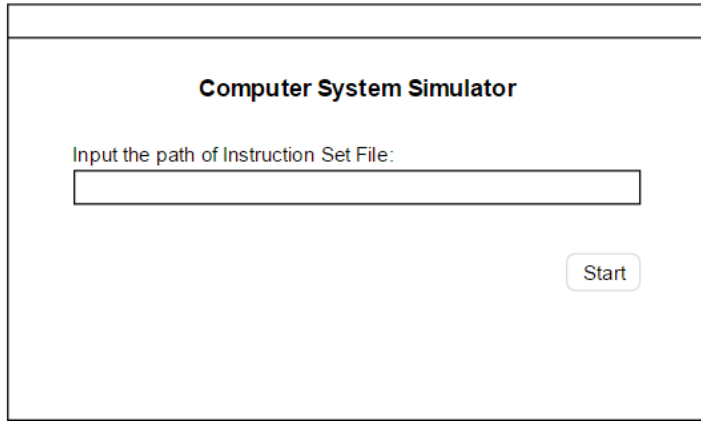 Computer System Simulator
Input the path of Instruction Set File:
Start